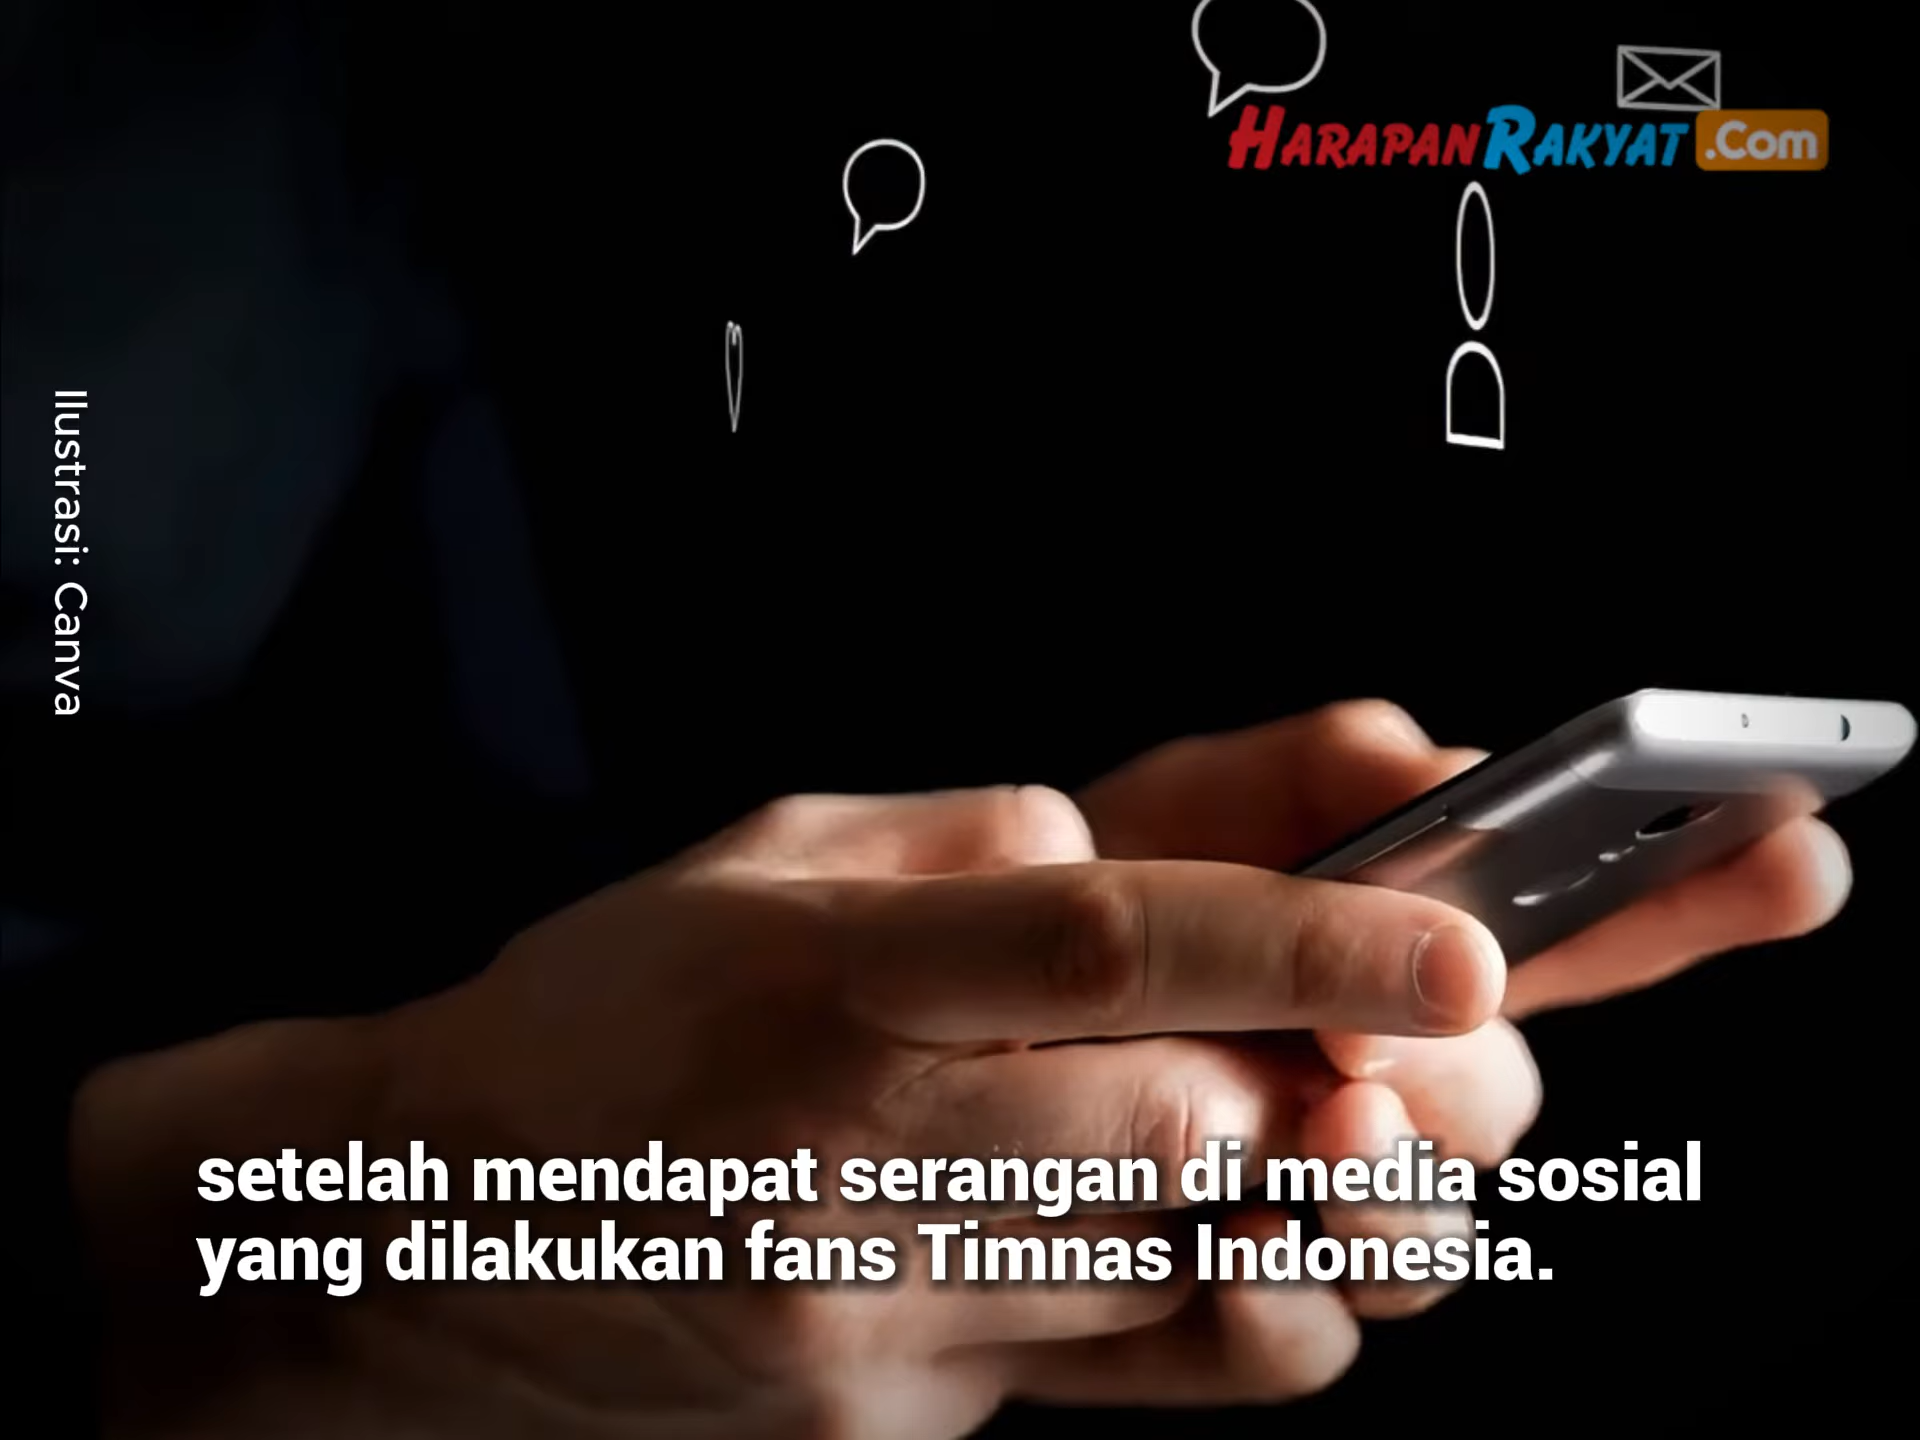 HARAPANRAKYAT.Com
Ilustrasi: Canva
setelah mendapat serangan di media sosial
yang dilakukan fans Timnas Indonesia.